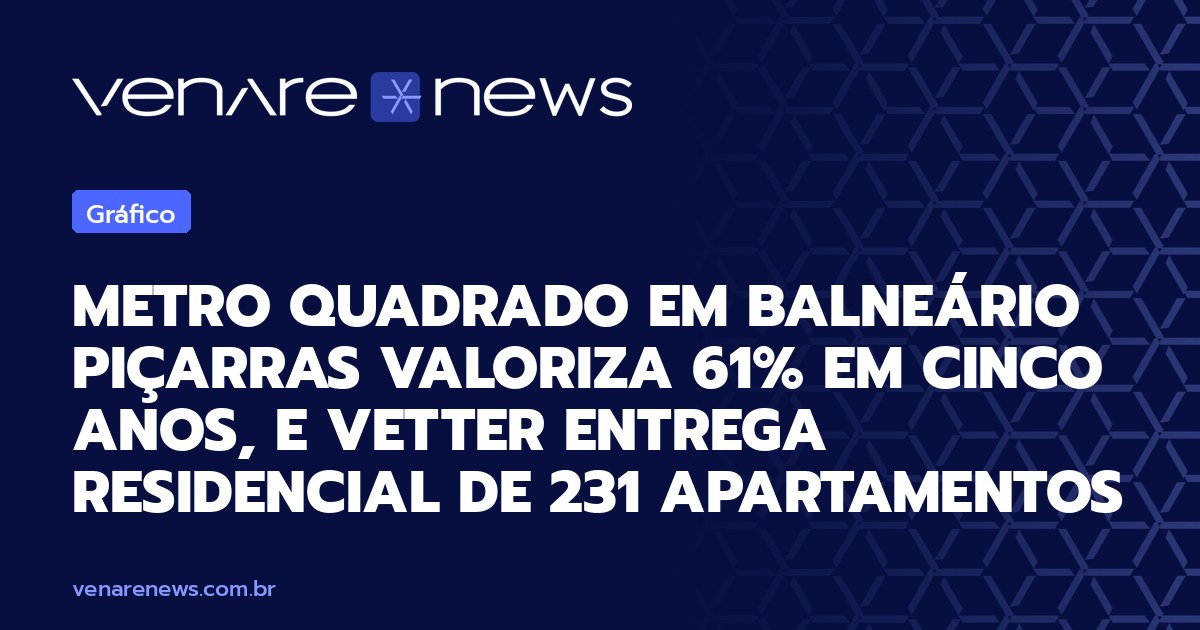 venare news
Gráfico
METRO QUADRADO EM BALNEÁRIO
PIÇARRAS VALORIZA 61% EM CINCO
ANOS, E VETTER ENTREGA
RESIDENCIAL DE 231 APARTAMENTOS
venarenews.com.br